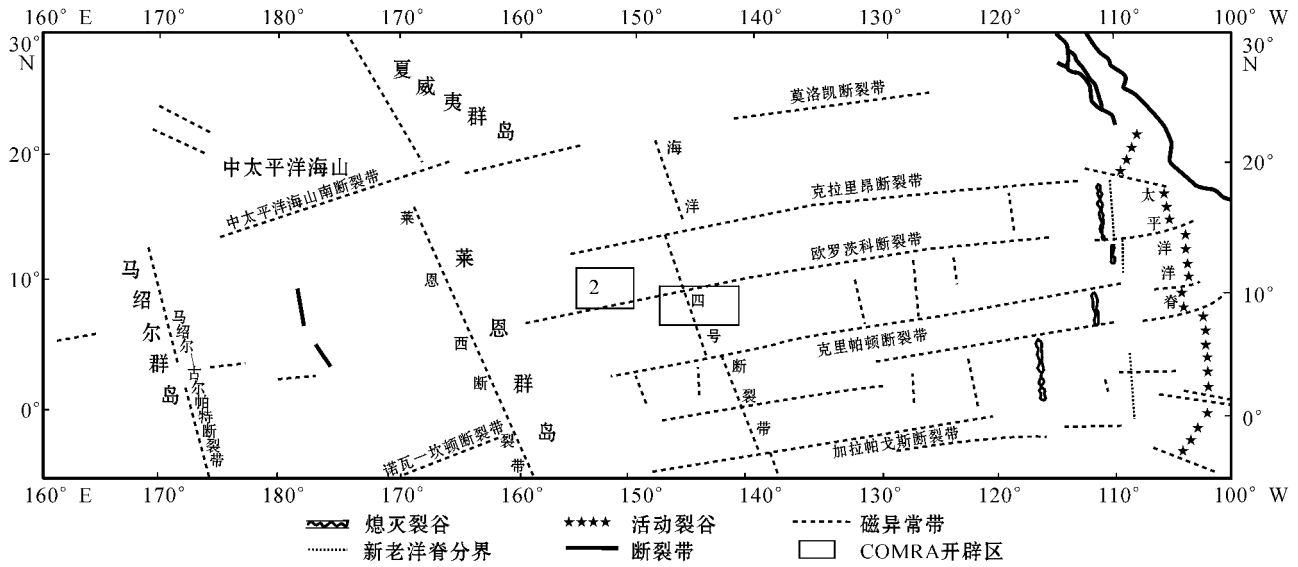 160° E 170° 180° 170° 160° 150° 140° 130° 120° 110° 100° W
30°
N
30°
N
夏威夷群岛
莫洛凯断裂带
20°
20°
中太平洋海山
中太平洋海山南断裂带
海洋四号断裂带
克拉里昂断裂带
太平洋洋脊
莱恩西断裂带
莱恩群岛
欧罗茨科断裂带
10°
10°
马绍尔群岛
马绍尔—吉尔帕特断裂带
2
克里帕顿断裂带
0°
0°
诺瓦—坎顿断裂带
加拉帕戈斯断裂带
160° E 170° 180° 170° 160° 150° 140° 130° 120° 110° 100° W
熄灭裂谷 活动裂谷 磁异常带
新老洋脊分界 断裂带 COMRA开辟区